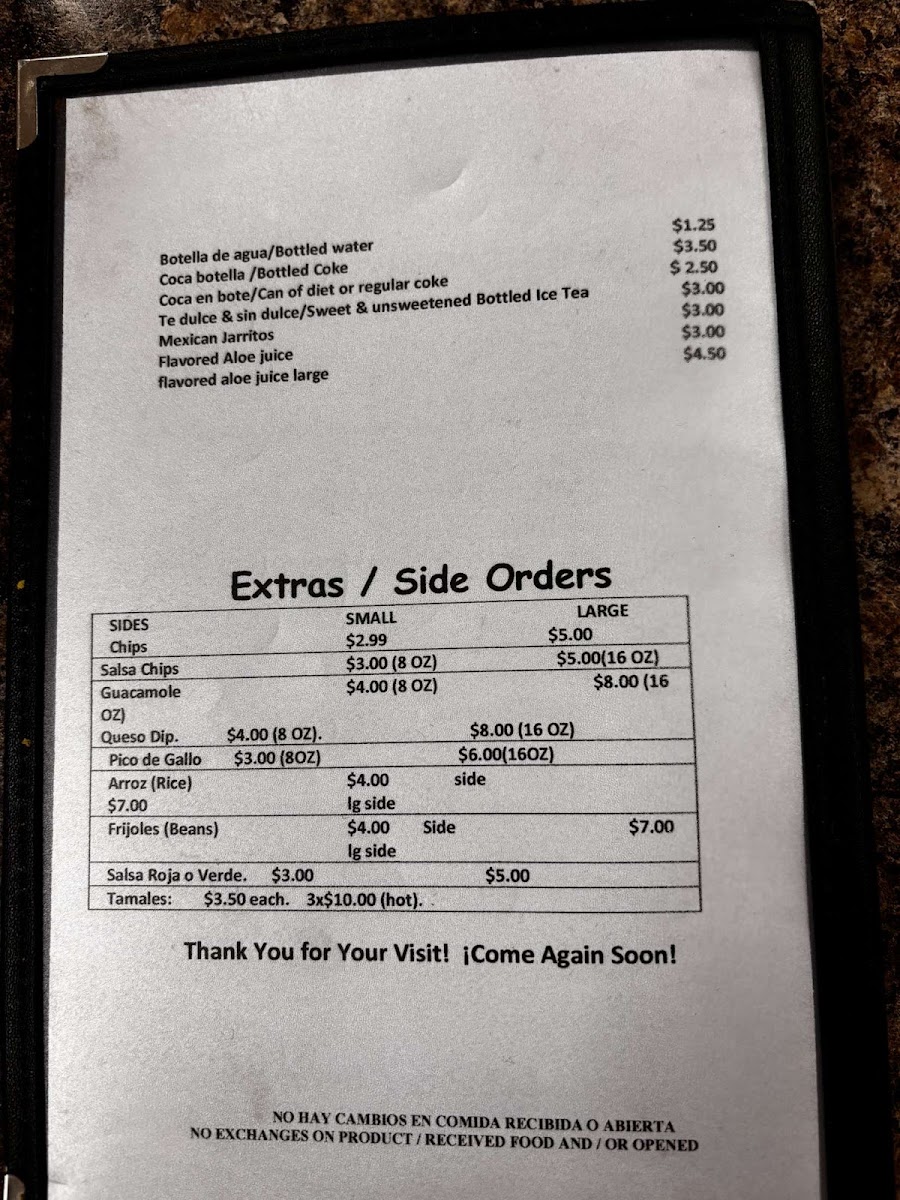 Botella de agua/Bottled water $1.25
Coca botella /Bottled Coke $3.50
Coca en bote/Can of diet or regular coke $ 2.50
Te dulce & sin dulce/Sweet & unsweetened Bottled Ice Tea $3.00
Mexican Jarritos $3.00
Flavored Aloe juice $3.00
flavored aloe juice large $4.50
Extras / Side Orders
SIDES SMALL LARGE
Chips $2.99 $5.00
Salsa Chips $3.00 (8 OZ) $5.00(16 OZ)
Guacamole $4.00 (8 OZ) $8.00 (16
OZ)
Queso Dip. $4.00 (8 OZ). $8.00 (16 OZ)
Pico de Gallo $3.00 (8OZ) $6.00(16OZ)
Arroz (Rice) $4.00 side
$7.00 lg side
Frijoles (Beans) $4.00 Side $7.00
lg side
Salsa Roja o Verde. $3.00 $5.00
Tamales: $3.50 each. 3x$10.00 (hot). .
Thank You for Your Visit! ¡Come Again Soon!
NO HAY CAMBIOS EN COMIDA RECIBIDA O ABIERTA
NO EXCHANGES ON PRODUCT / RECEIVED FOOD AND / OR OPENED